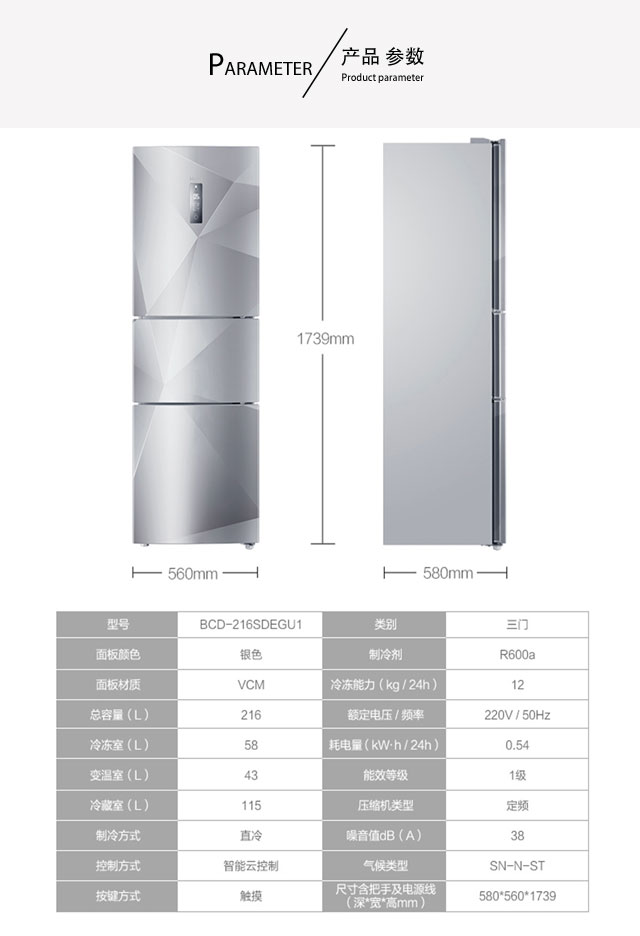 PARAMETER
产品 参数
Product parameter
1739mm
560mm
580mm
型号 BCD-216SDEGU1 类别 三门
面板颜色 银色 制冷剂 R600a
面板材质 VCM 冷冻能力（kg / 24h） 12
总容量（L） 216 额定电压 / 频率 220V / 50Hz
冷冻室（L） 58 耗电量（kW·h / 24h） 0.54
变温室（L） 43 能效等级 1级
冷藏室（L） 115 压缩机类型 定频
制冷方式 直冷 噪音值dB（A） 38
控制方式 智能云控制 气候类型 SN-N-ST
按键方式 触摸 尺寸含把手及电源线
（深*宽*高mm） 580*560*1739